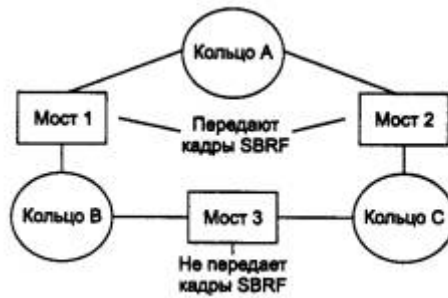 Кольцо A
Мост 1
Передают
кадры SBRF
Мост 2
Кольцо B
Мост 3
Кольцо C
Не передает
кадры SBRF